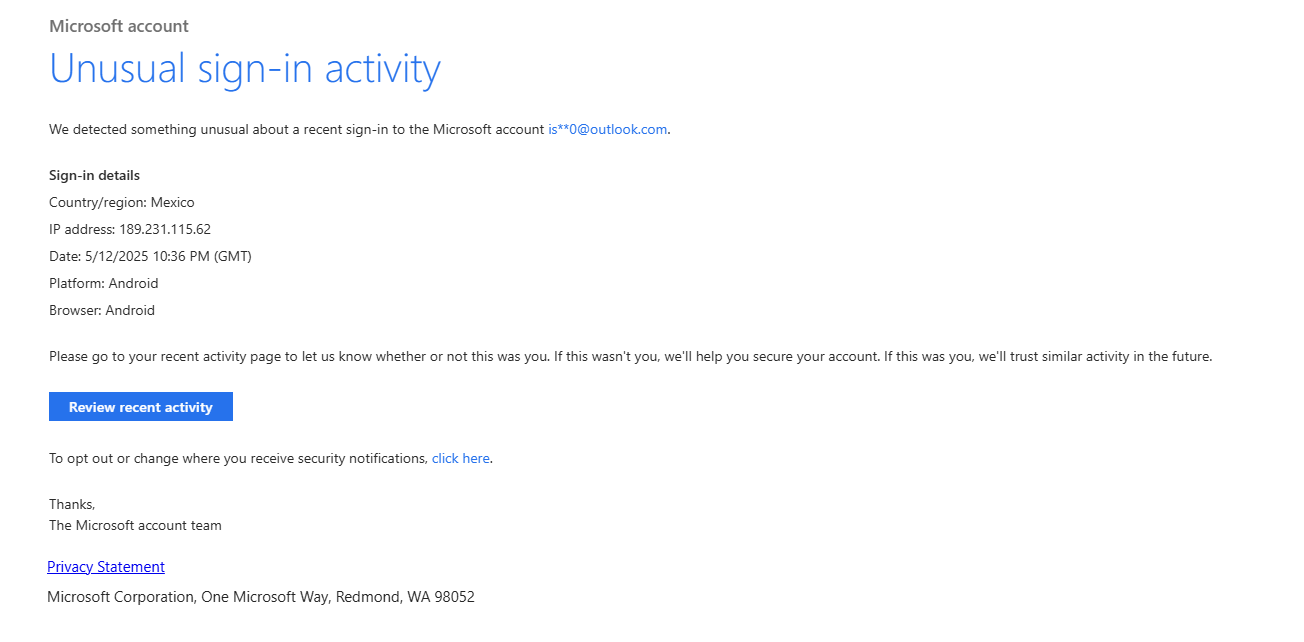 Microsoft account
Unusual sign-in activity
We detected something unusual about a recent sign-in to the Microsoft account is**0@outlook.com.
Sign-in details
Country/region: Mexico
IP address: 189.231.115.62
Date: 5/12/2025 10:36 PM (GMT)
Platform: Android
Browser: Android
Please go to your recent activity page to let us know whether or not this was you. If this wasn't you, we'll help you secure your account. If this was you, we'll trust similar activity in the future.
Review recent activity
To opt out or change where you receive security notifications, click here.
Thanks,
The Microsoft account team
Privacy Statement
Microsoft Corporation, One Microsoft Way, Redmond, WA 98052